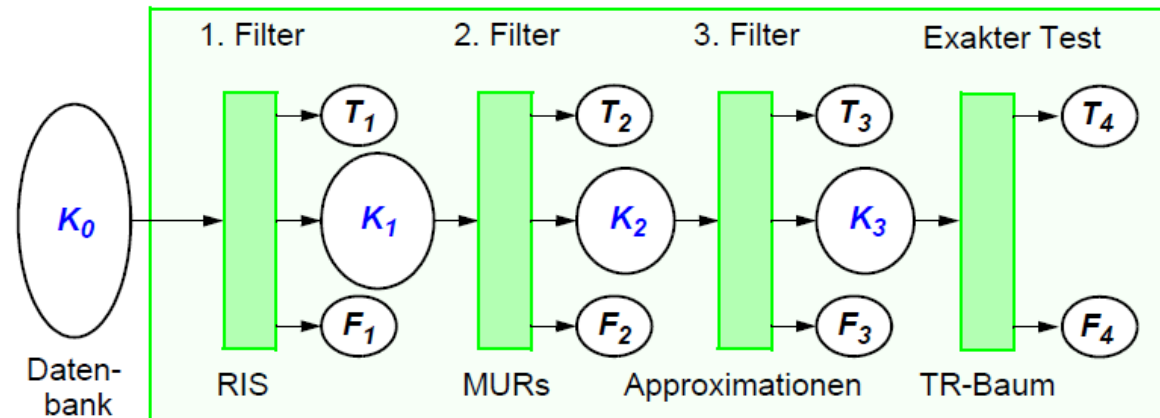 1. Filter 2. Filter 3. Filter Exakter Test
T1 T2 T3 T4
K0 K1 K2 K3
F1 F2 F3 F4
Daten-
bank
RIS MURs Approximationen TR-Baum